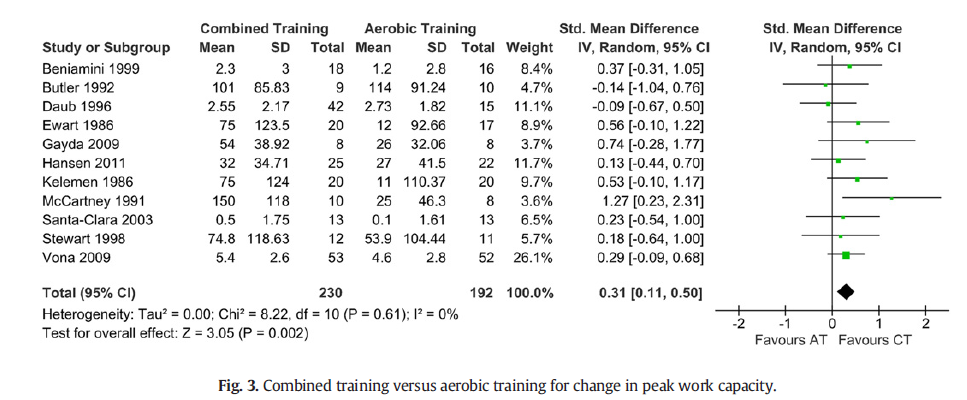 Combined Training Aerobic Training Std. Mean Difference Std. Mean Difference
Study or Subgroup Mean SD Total Mean SD Total Weight IV, Random, 95% CI IV, Random, 95% CI
Beniamini 1999 2.3 3 18 1.2 2.8 16 8.4% 0.37 [-0.31, 1.05]
Butler 1992 101 85.83 9 114 91.24 10 4.7% -0.14 [-1.04, 0.76]
Daub 1996 2.55 2.17 42 2.73 1.82 15 11.1% -0.09 [-0.67, 0.50]
Ewart 1986 75 123.5 20 12 92.66 17 8.9% 0.56 [-0.10, 1.22]
Gayda 2009 54 38.92 8 26 32.06 8 3.7% 0.74 [-0.28, 1.77]
Hansen 2011 32 34.71 25 27 41.5 22 11.7% 0.13 [-0.44, 0.70]
Kelemen 1986 75 124 20 11 110.37 20 9.7% 0.53 [-0.10, 1.17]
McCartney 1991 150 118 10 25 46.3 8 3.6% 1.27 [0.23, 2.31]
Santa-Clara 2003 0.5 1.75 13 0.1 1.61 13 6.5% 0.23 [-0.54, 1.00]
Stewart 1998 74.8 118.63 12 53.9 104.44 11 5.7% 0.18 [-0.64, 1.00]
Vona 2009 5.4 2.6 53 4.6 2.8 52 26.1% 0.29 [-0.09, 0.68]
Total (95% CI) 230 192 100.0% 0.31 [0.11, 0.50]
Heterogeneity: Tau² = 0.00; Chi² = 8.22, df = 10 (P = 0.61); I² = 0%
Test for overall effect: Z = 3.05 (P = 0.002)
-2 -1 0 1 2
Favours AT Favours CT
Fig. 3. Combined training versus aerobic training for change in peak work capacity.